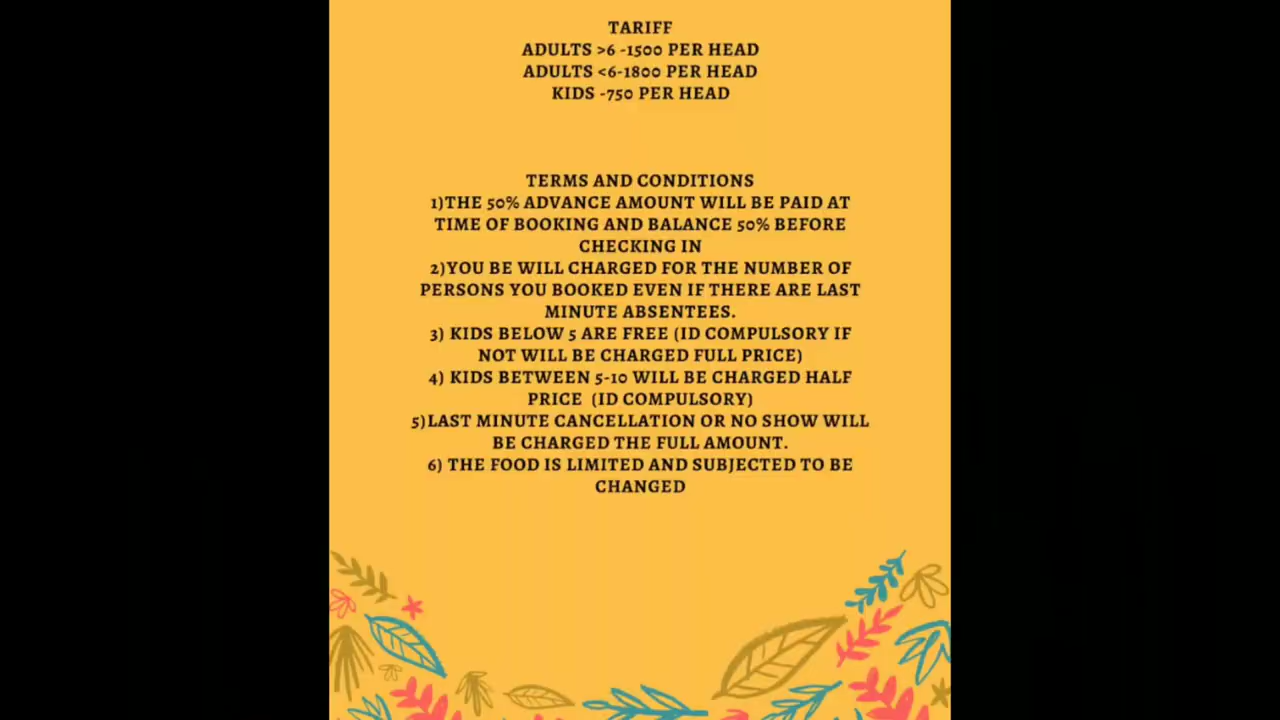 TARIFF
ADULTS >6 -1500 PER HEAD
ADULTS <6-1800 PER HEAD
KIDS -750 PER HEAD
TERMS AND CONDITIONS
1)THE 50% ADVANCE AMOUNT WILL BE PAID AT
TIME OF BOOKING AND BALANCE 50% BEFORE
CHECKING IN
2)YOU BE WILL CHARGED FOR THE NUMBER OF
PERSONS YOU BOOKED EVEN IF THERE ARE LAST
MINUTE ABSENTEES.
3) KIDS BELOW 5 ARE FREE (ID COMPULSORY IF
NOT WILL BE CHARGED FULL PRICE)
4) KIDS BETWEEN 5-10 WILL BE CHARGED HALF
PRICE (ID COMPULSORY)
5)LAST MINUTE CANCELLATION OR NO SHOW WILL
BE CHARGED THE FULL AMOUNT.
6) THE FOOD IS LIMITED AND SUBJECTED TO BE
CHANGED